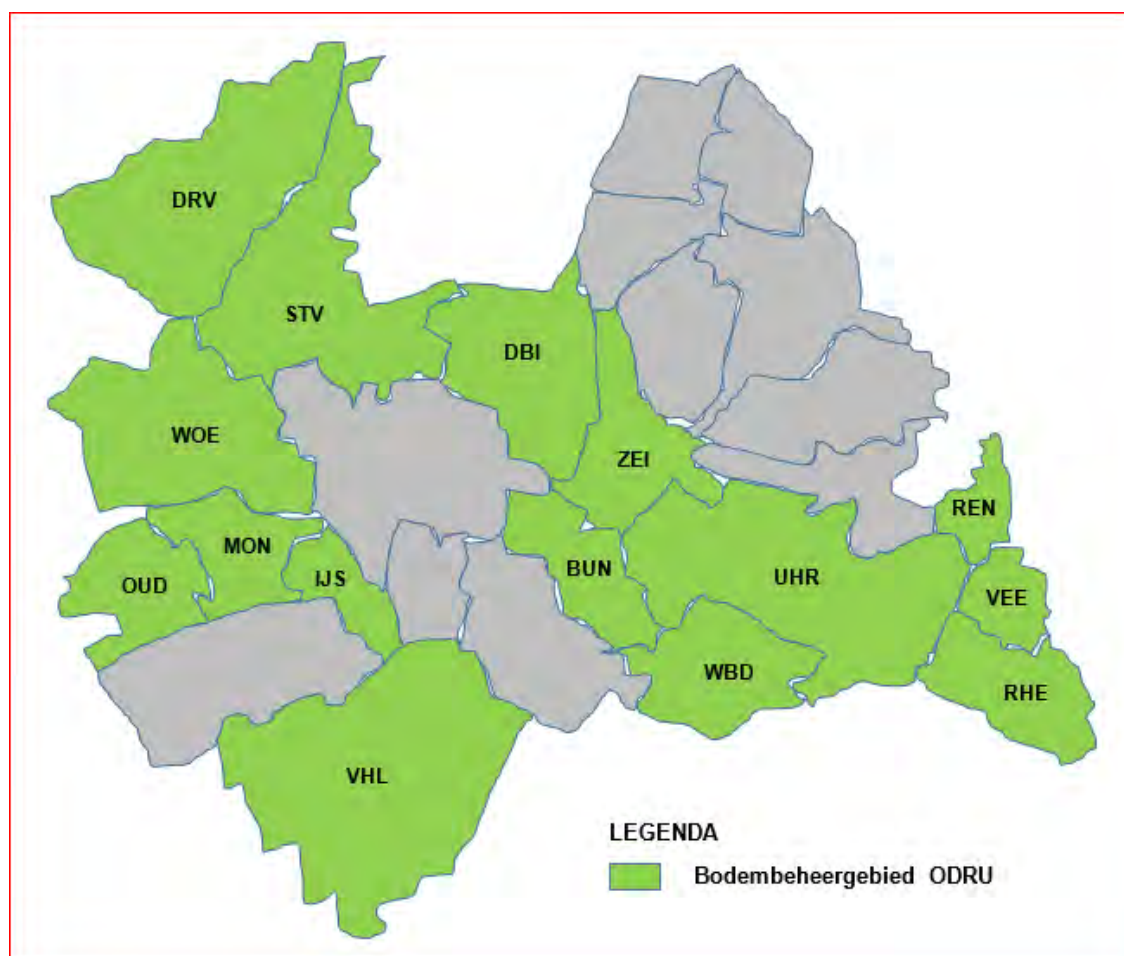 DRV
STV
DBI
WOE
ZEI
REN
MON
BUN
OUD
IJS
UHR
VEE
WBD
RHE
VHL
LEGENDA
Bodembeheergebied ODRU